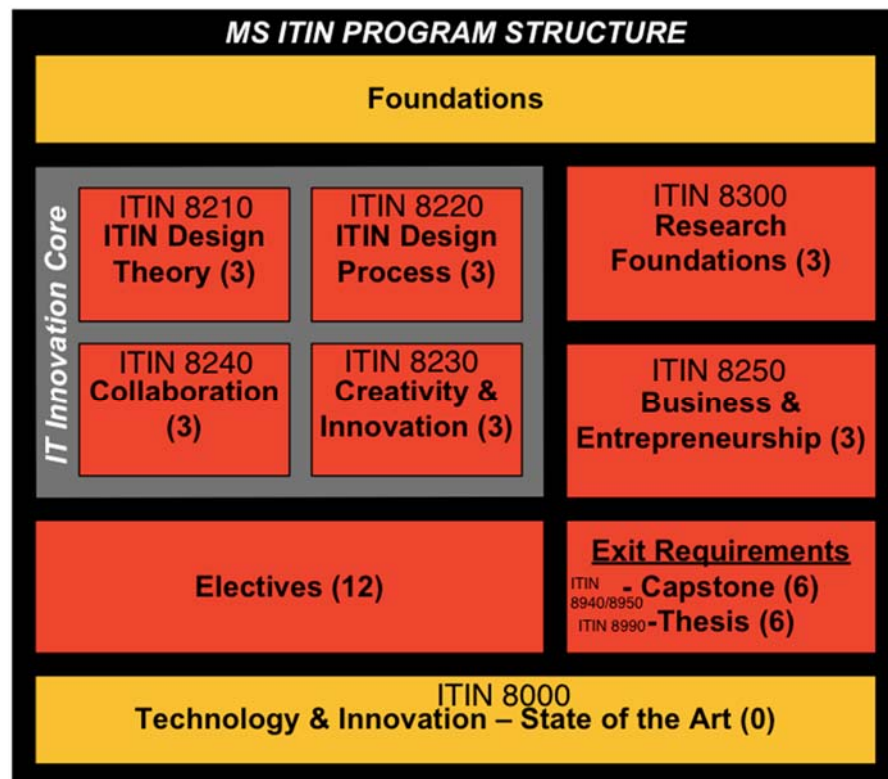 MS ITIN PROGRAM STRUCTURE
Foundations
IT Innovation Core
ITIN 8210
ITIN Design
Theory (3)
ITIN 8220
ITIN Design
Process (3)
ITIN 8240
Collaboration
(3)
ITIN 8230
Creativity &
Innovation (3)
ITIN 8300
Research
Foundations (3)
ITIN 8250
Business &
Entrepreneurship (3)
Electives (12)
Exit Requirements
ITIN 8940/8950 - Capstone (6)
ITIN 8990 -Thesis (6)
ITIN 8000
Technology & Innovation – State of the Art (0)